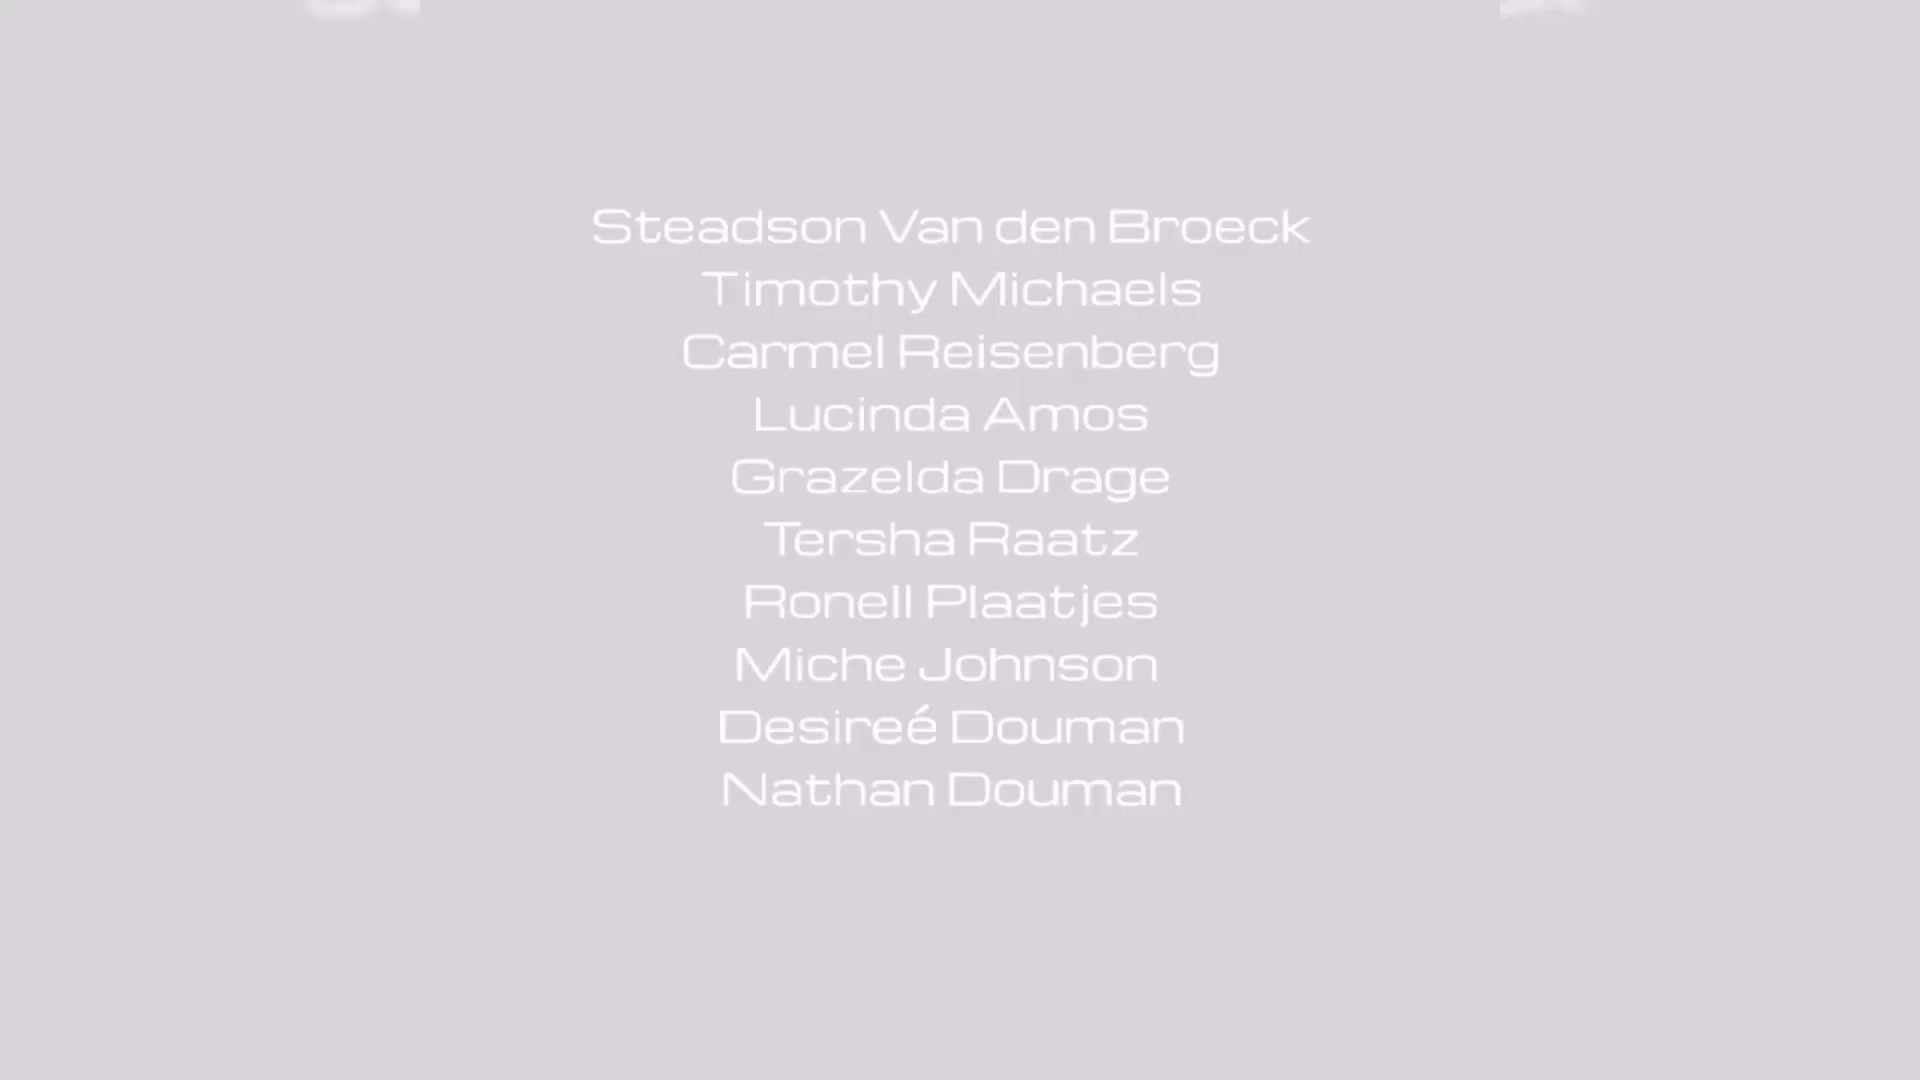 Steadson Van den Broeck
Timothy Michaels
Carmel Reisenberg
Lucinda Amos
Grazelda Drage
Tersha Raatz
Ronell Plaatjes
Miche Johnson
Desireé Douman
Nathan Douman